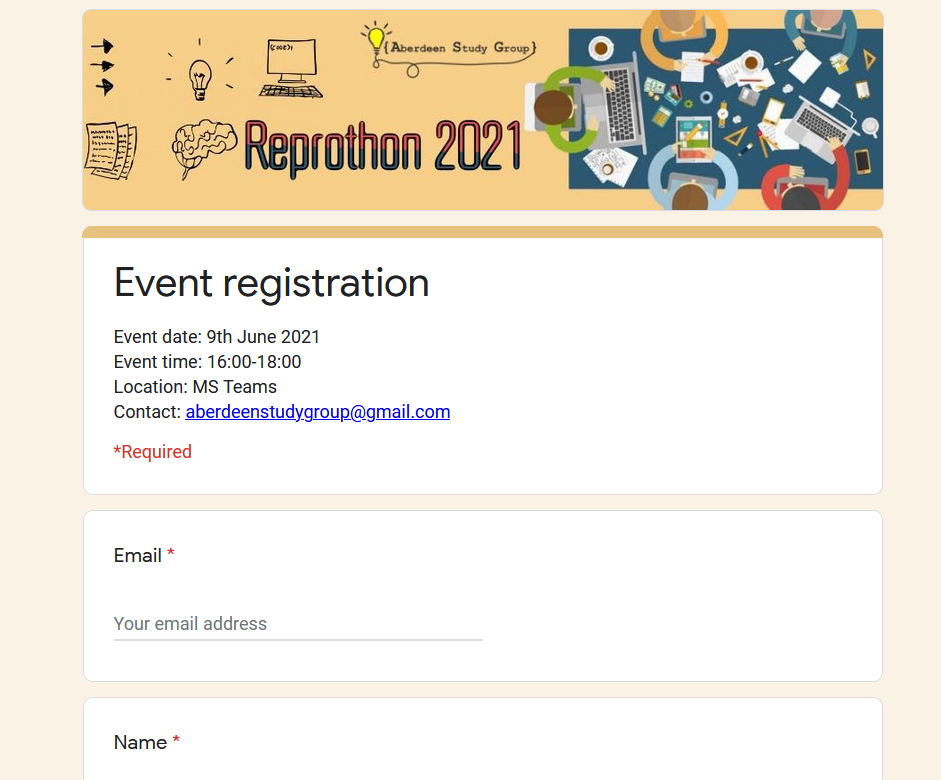 {Aberdeen Study Group}
{CODE}
Reprothon 2021
Event registration
Event date: 9th June 2021
Event time: 16:00-18:00
Location: MS Teams
Contact: aberdeenstudygroup@gmail.com
*Required
Email *
Your email address
Name *